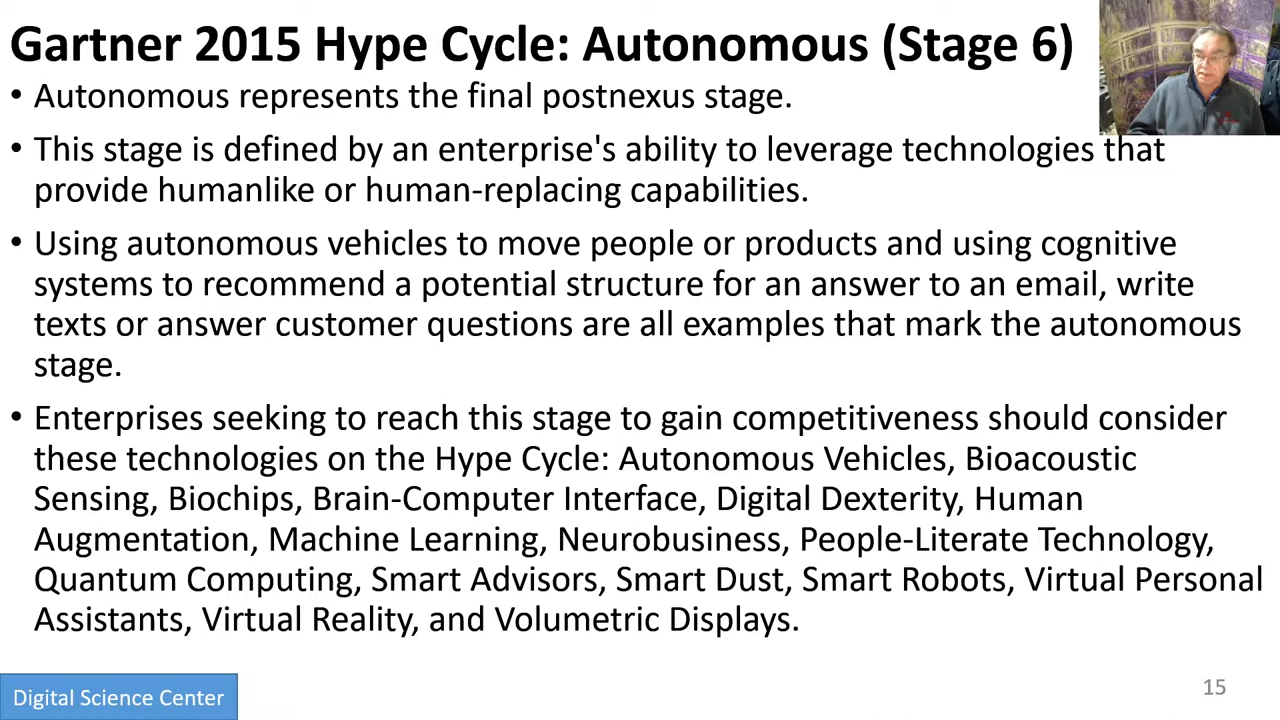 Gartner 2015 Hype Cycle: Autonomous (Stage 6)
• Autonomous represents the final postnexus stage.
• This stage is defined by an enterprise's ability to leverage technologies that
provide humanlike or human-replacing capabilities.
• Using autonomous vehicles to move people or products and using cognitive
systems to recommend a potential structure for an answer to an email, write
texts or answer customer questions are all examples that mark the autonomous
stage.
• Enterprises seeking to reach this stage to gain competitiveness should consider
these technologies on the Hype Cycle: Autonomous Vehicles, Bioacoustic
Sensing, Biochips, Brain-Computer Interface, Digital Dexterity, Human
Augmentation, Machine Learning, Neurobusiness, People-Literate Technology,
Quantum Computing, Smart Advisors, Smart Dust, Smart Robots, Virtual Personal
Assistants, Virtual Reality, and Volumetric Displays.
Digital Science Center
15